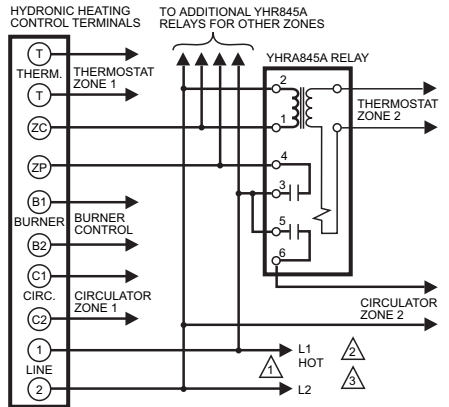 HYDRONIC HEATING
CONTROL TERMINALS
TO ADDITIONAL YHR845A
RELAYS FOR OTHER ZONES
YHRA845A RELAY
T
THERM.
THERMOSTAT
ZONE 1
T
ZC
ZP
B1
BURNER
BURNER
CONTROL
B2
C1
CIRC.
CIRCULATOR
ZONE 1
C2
1
LINE
2
2
1
4
3
5
6
THERMOSTAT
ZONE 2
CIRCULATOR
ZONE 2
L1
HOT
1
2
L2
3